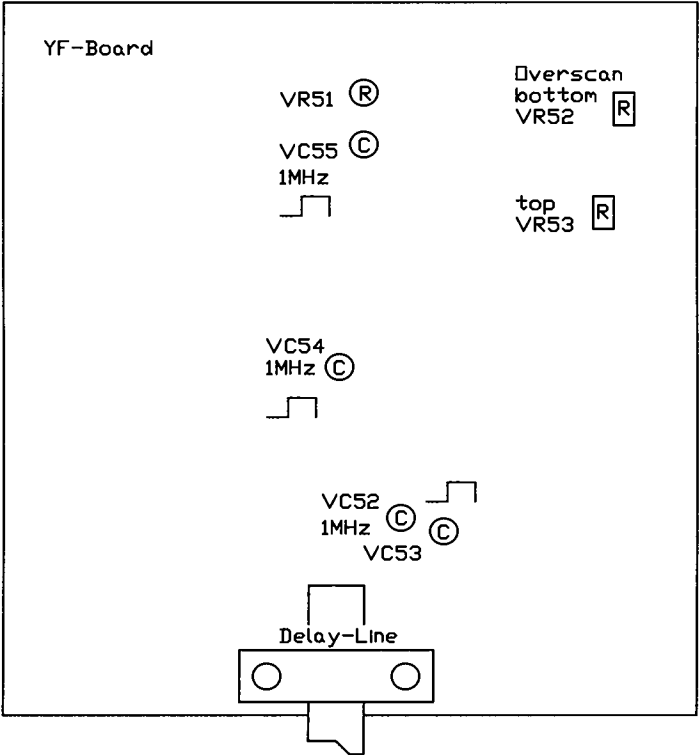 YF-Board
VR51 R
VC55 C
1MHz
Overscan
bottom
VR52 R
top
VR53 R
VC54
1MHz C
VC52
1MHz C C
VC53
Delay-Line